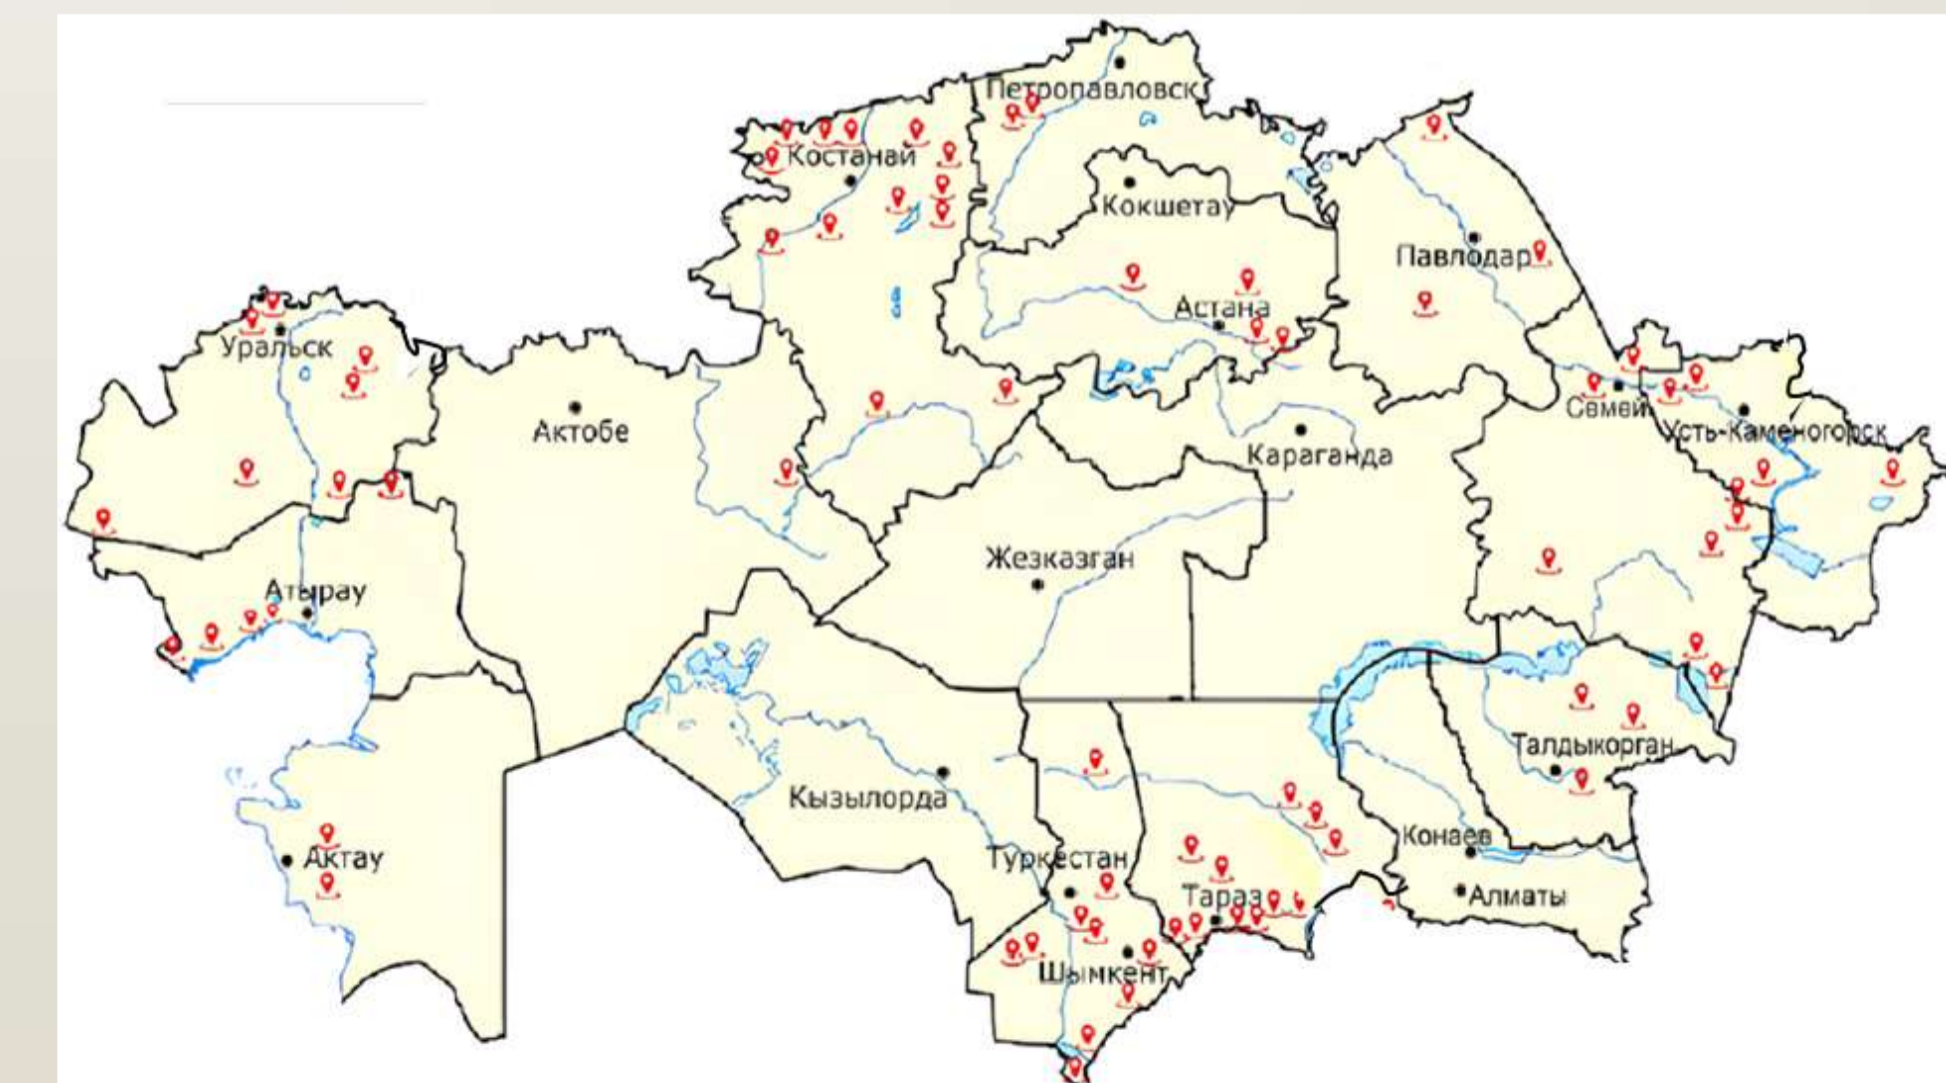 Петропавловск
Костанай
Кокшетау
Павлодар
Астана
Уральск
Семей
Усть-Каменогорск
Актобе
Караганда
Жезказган
Атырау
Талдыкорган
Кызылорда
Конаев
Актау
Туркестан
Тараз
Алматы
Шымкент